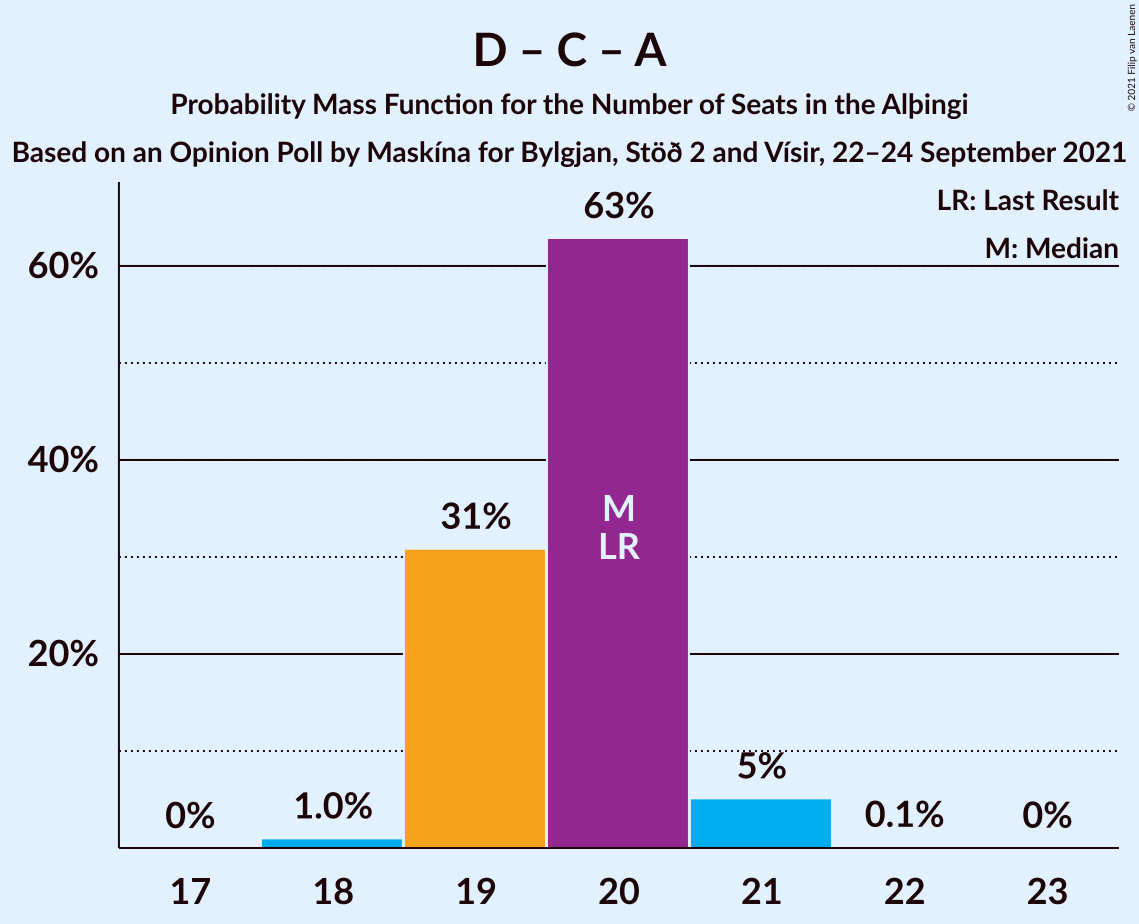 D – C – A
Probability Mass Function for the Number of Seats in the Alþingi
Based on an Opinion Poll by Maskína for Bylgjan, Stöð 2 and Vísir, 22–24 September 2021
© 2021 Filip van Laenen
LR: Last Result
M: Median
60%
40%
20%
0%
1.0%
31%
63%
M
LR
5%
0.1%
0%
17
18
19
20
21
22
23